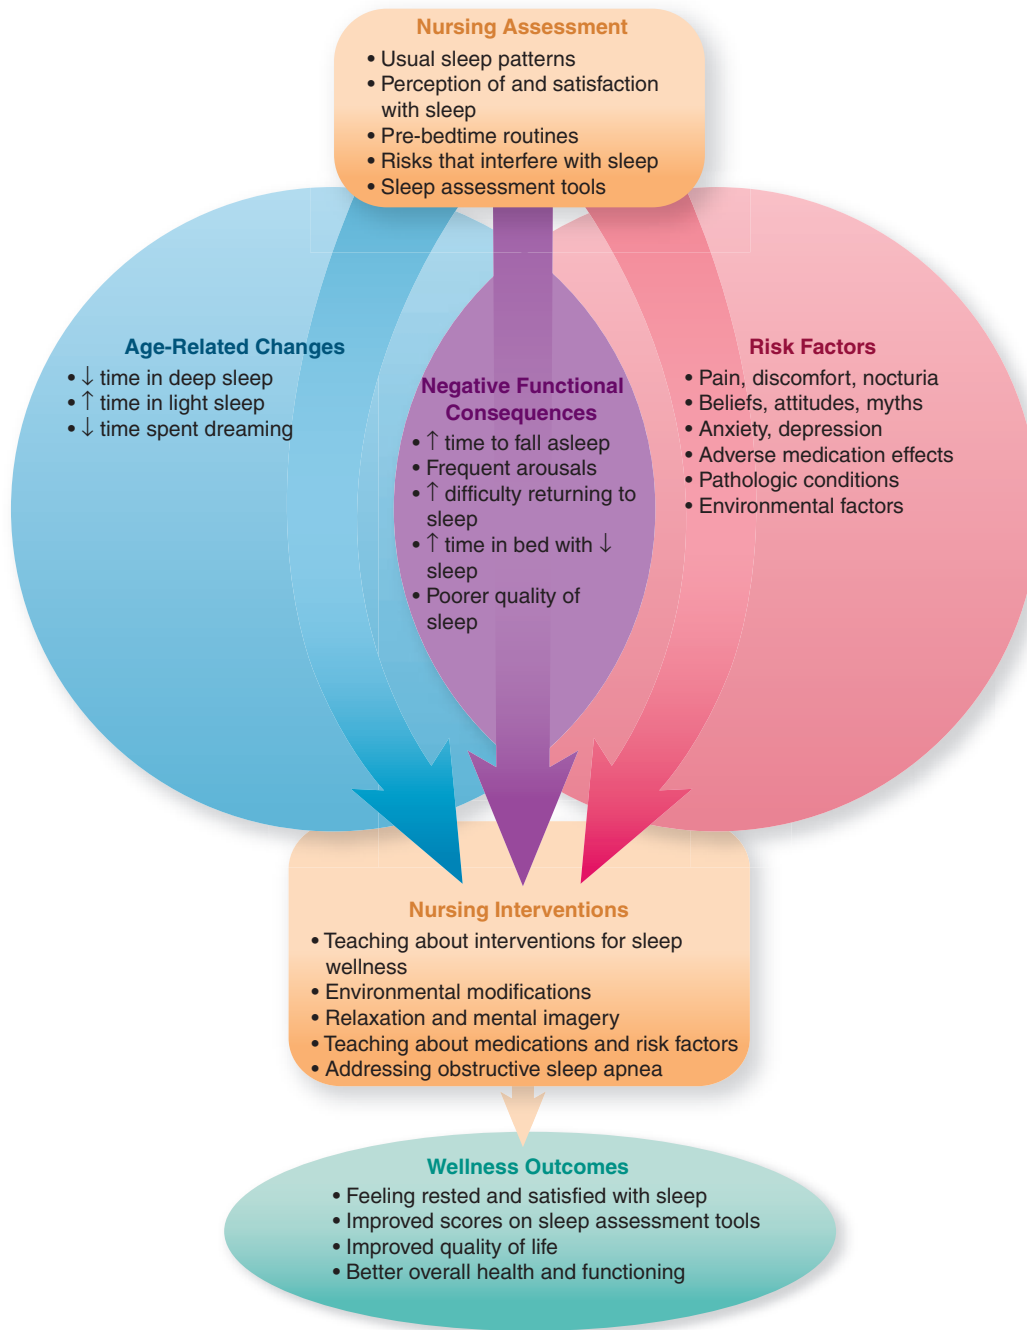 Nursing Assessment
• Usual sleep patterns
• Perception of and satisfaction
with sleep
• Pre-bedtime routines
• Risks that interfere with sleep
• Sleep assessment tools
Age-Related Changes
• ↓ time in deep sleep
• ↑ time in light sleep
• ↓ time spent dreaming
Negative Functional
Consequences
• ↑ time to fall asleep
• Frequent arousals
• ↑ difficulty returning to
sleep
• ↑ time in bed with ↓
sleep
• Poorer quality of
sleep
Risk Factors
• Pain, discomfort, nocturia
• Beliefs, attitudes, myths
• Anxiety, depression
• Adverse medication effects
• Pathologic conditions
• Environmental factors
Nursing Interventions
• Teaching about interventions for sleep
wellness
• Environmental modifications
• Relaxation and mental imagery
• Teaching about medications and risk factors
• Addressing obstructive sleep apnea
Wellness Outcomes
• Feeling rested and satisfied with sleep
• Improved scores on sleep assessment tools
• Improved quality of life
• Better overall health and functioning